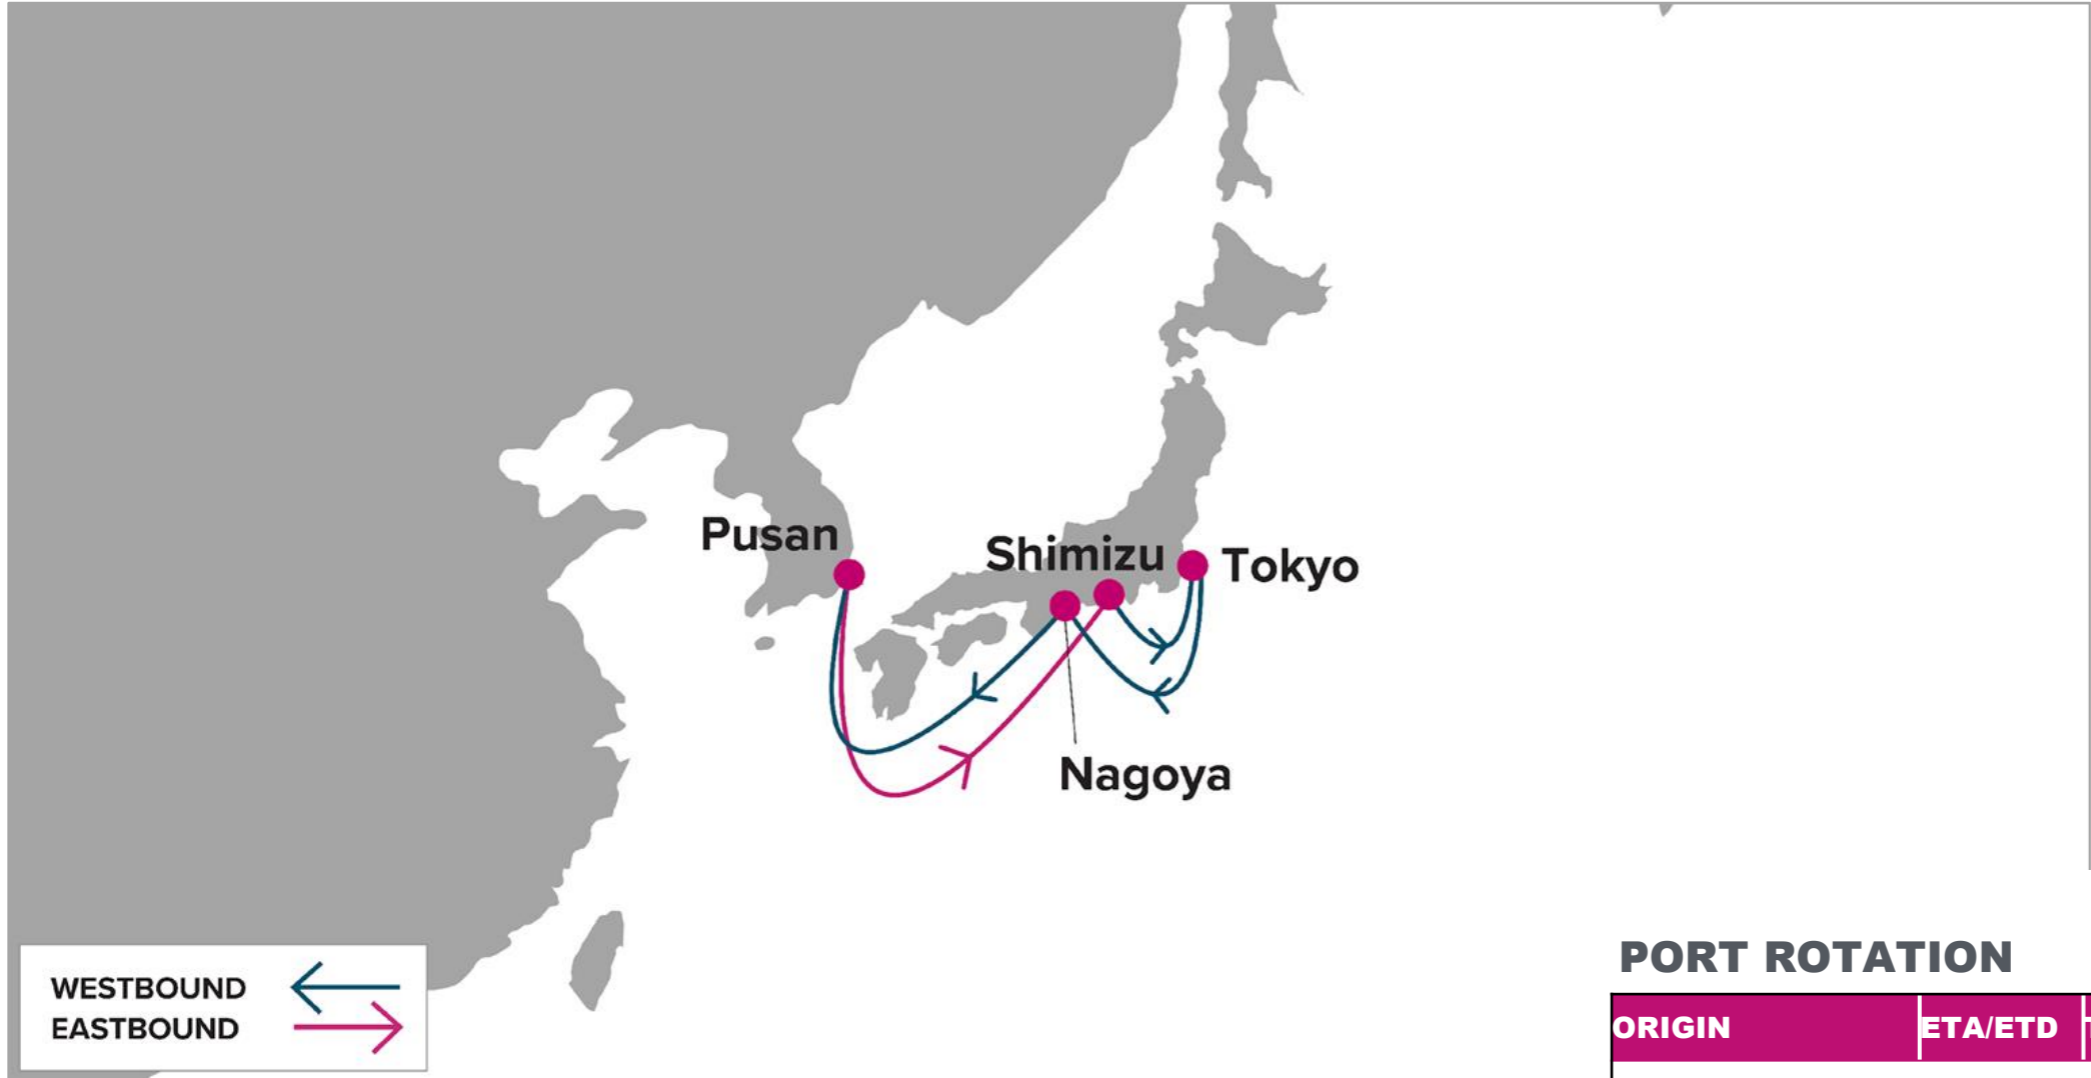 Pusan
Shimizu
Tokyo
Nagoya
WESTBOUND
EASTBOUND
PORT ROTATION
ORIGIN ETA/ETD